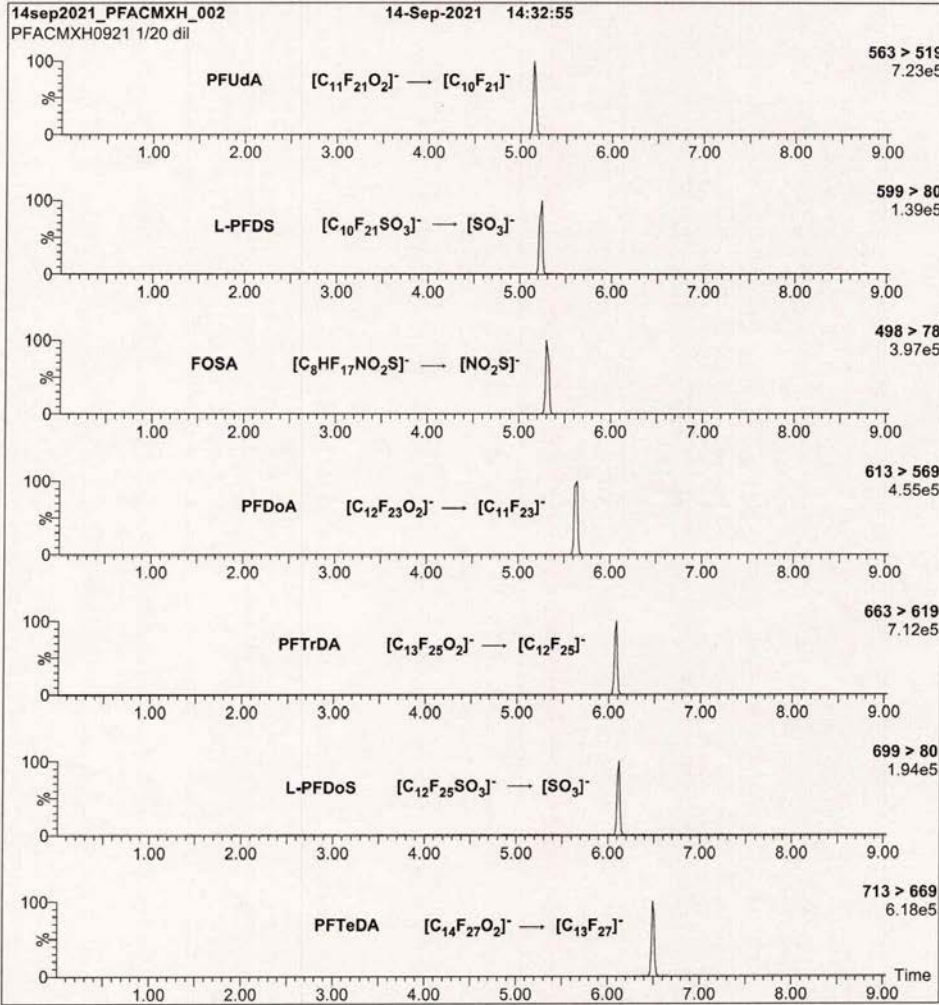 14sep2021_PFACMXH_002 14-Sep-2021 14:32:55
PFACMXH0921 1/20 dil
563 > 519
7.23e5
PFUdA [C₁₁F₂₁O₂]⁻ → [C₁₀F₂₁]⁻
100
%
0
1.00 2.00 3.00 4.00 5.00 6.00 7.00 8.00 9.00
599 > 80
1.39e5
L-PFDS [C₁₀F₂₁SO₃]⁻ → [SO₃]⁻
100
%
0
1.00 2.00 3.00 4.00 5.00 6.00 7.00 8.00 9.00
498 > 78
3.97e5
FOSA [C₈HF₁₇NO₂S]⁻ → [NO₂S]⁻
100
%
0
1.00 2.00 3.00 4.00 5.00 6.00 7.00 8.00 9.00
613 > 569
4.55e5
PFDoA [C₁₂F₂₃O₂]⁻ → [C₁₁F₂₃]⁻
100
%
0
1.00 2.00 3.00 4.00 5.00 6.00 7.00 8.00 9.00
663 > 619
7.12e5
PFTrDA [C₁₃F₂₅O₂]⁻ → [C₁₂F₂₅]⁻
100
%
0
1.00 2.00 3.00 4.00 5.00 6.00 7.00 8.00 9.00
699 > 80
1.94e5
L-PFDoS [C₁₂F₂₅SO₃]⁻ → [SO₃]⁻
100
%
0
1.00 2.00 3.00 4.00 5.00 6.00 7.00 8.00 9.00
713 > 669
6.18e5
PFTeDA [C₁₄F₂₇O₂]⁻ → [C₁₃F₂₇]⁻
100
%
0
Time
1.00 2.00 3.00 4.00 5.00 6.00 7.00 8.00 9.00